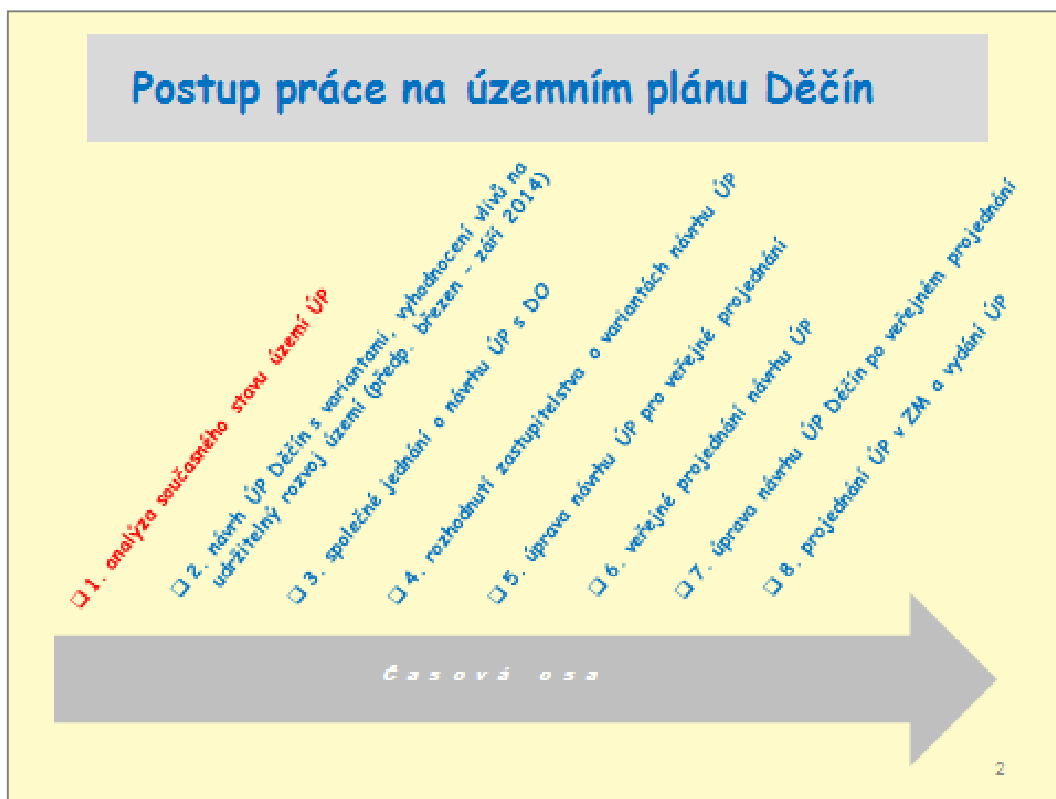 Postup práce na územním plánu Děčín
❑ 1. analýza současného stavu území ÚP
❑ 2. návrh ÚP Děčín s variantami, vyhodnocení vlivů na
udržitelný rozvoj území (předp. březen - září 2014)
❑ 3. společné jednání o návrhu ÚP s DO
❑ 4. rozhodnutí zastupitelstva o variantách návrhu ÚP
❑ 5. úprava návrhu ÚP pro veřejné projednání
❑ 6. veřejné projednání návrhu ÚP
❑ 7. úprava návrhu ÚP Děčín po veřejném projednání
❑ 8. projednání ÚP v ZM a vydání ÚP
Časová osa
2